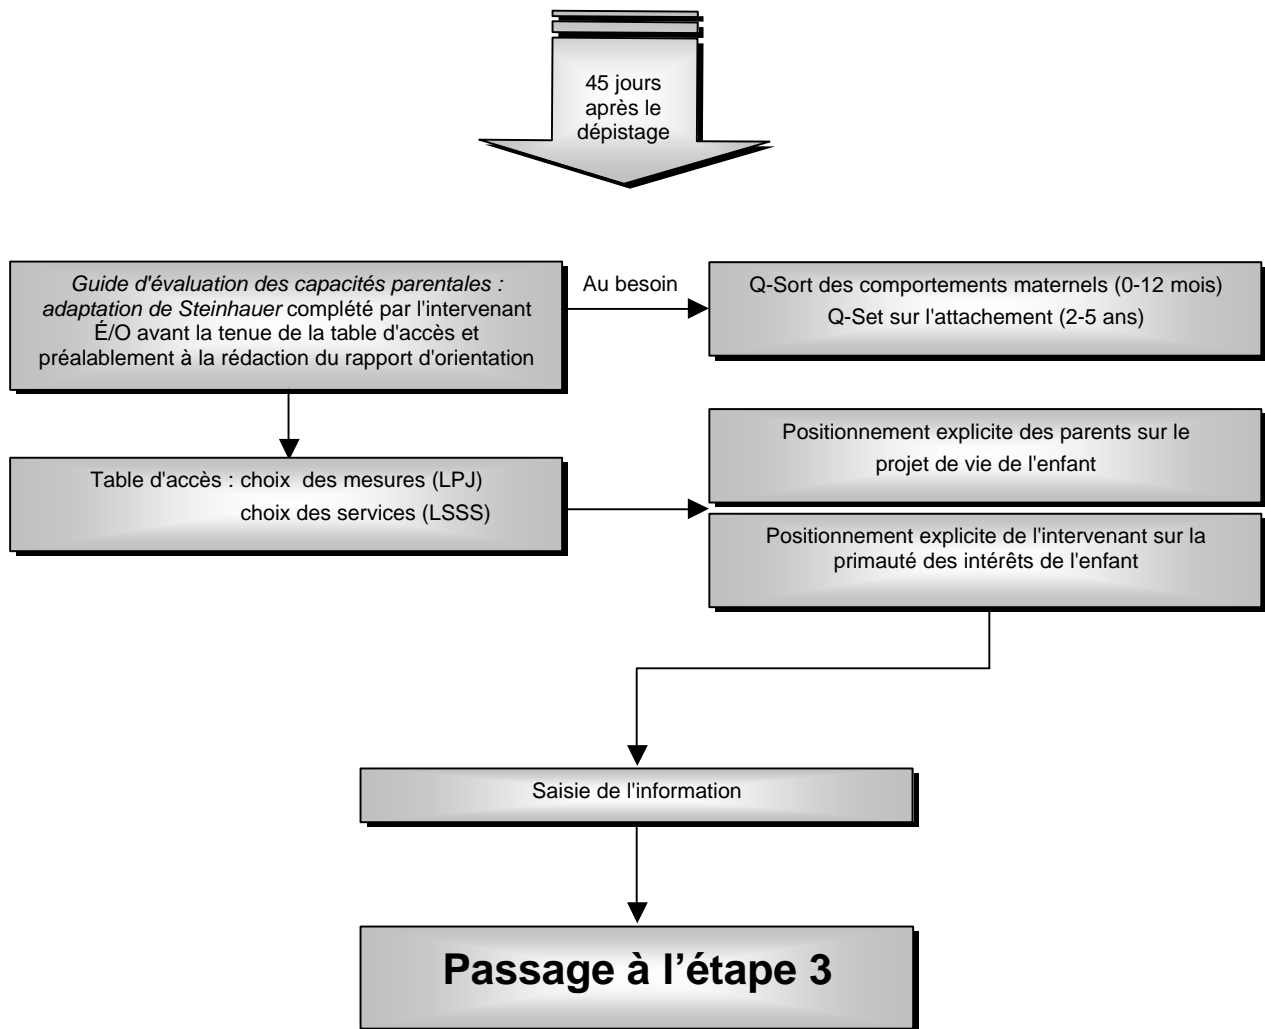 45 jours
après le
dépistage
Guide d'évaluation des capacités parentales :
adaptation de Steinhauer complété par l'intervenant
É/O avant la tenue de la table d'accès et
préalablement à la rédaction du rapport d'orientation
Au besoin
Q-Sort des comportements maternels (0-12 mois)
Q-Set sur l'attachement (2-5 ans)
Table d'accès : choix des mesures (LPJ)
choix des services (LSSS)
Positionnement explicite des parents sur le
projet de vie de l'enfant
Positionnement explicite de l'intervenant sur la
primauté des intérêts de l'enfant
Saisie de l'information
Passage à l’étape 3